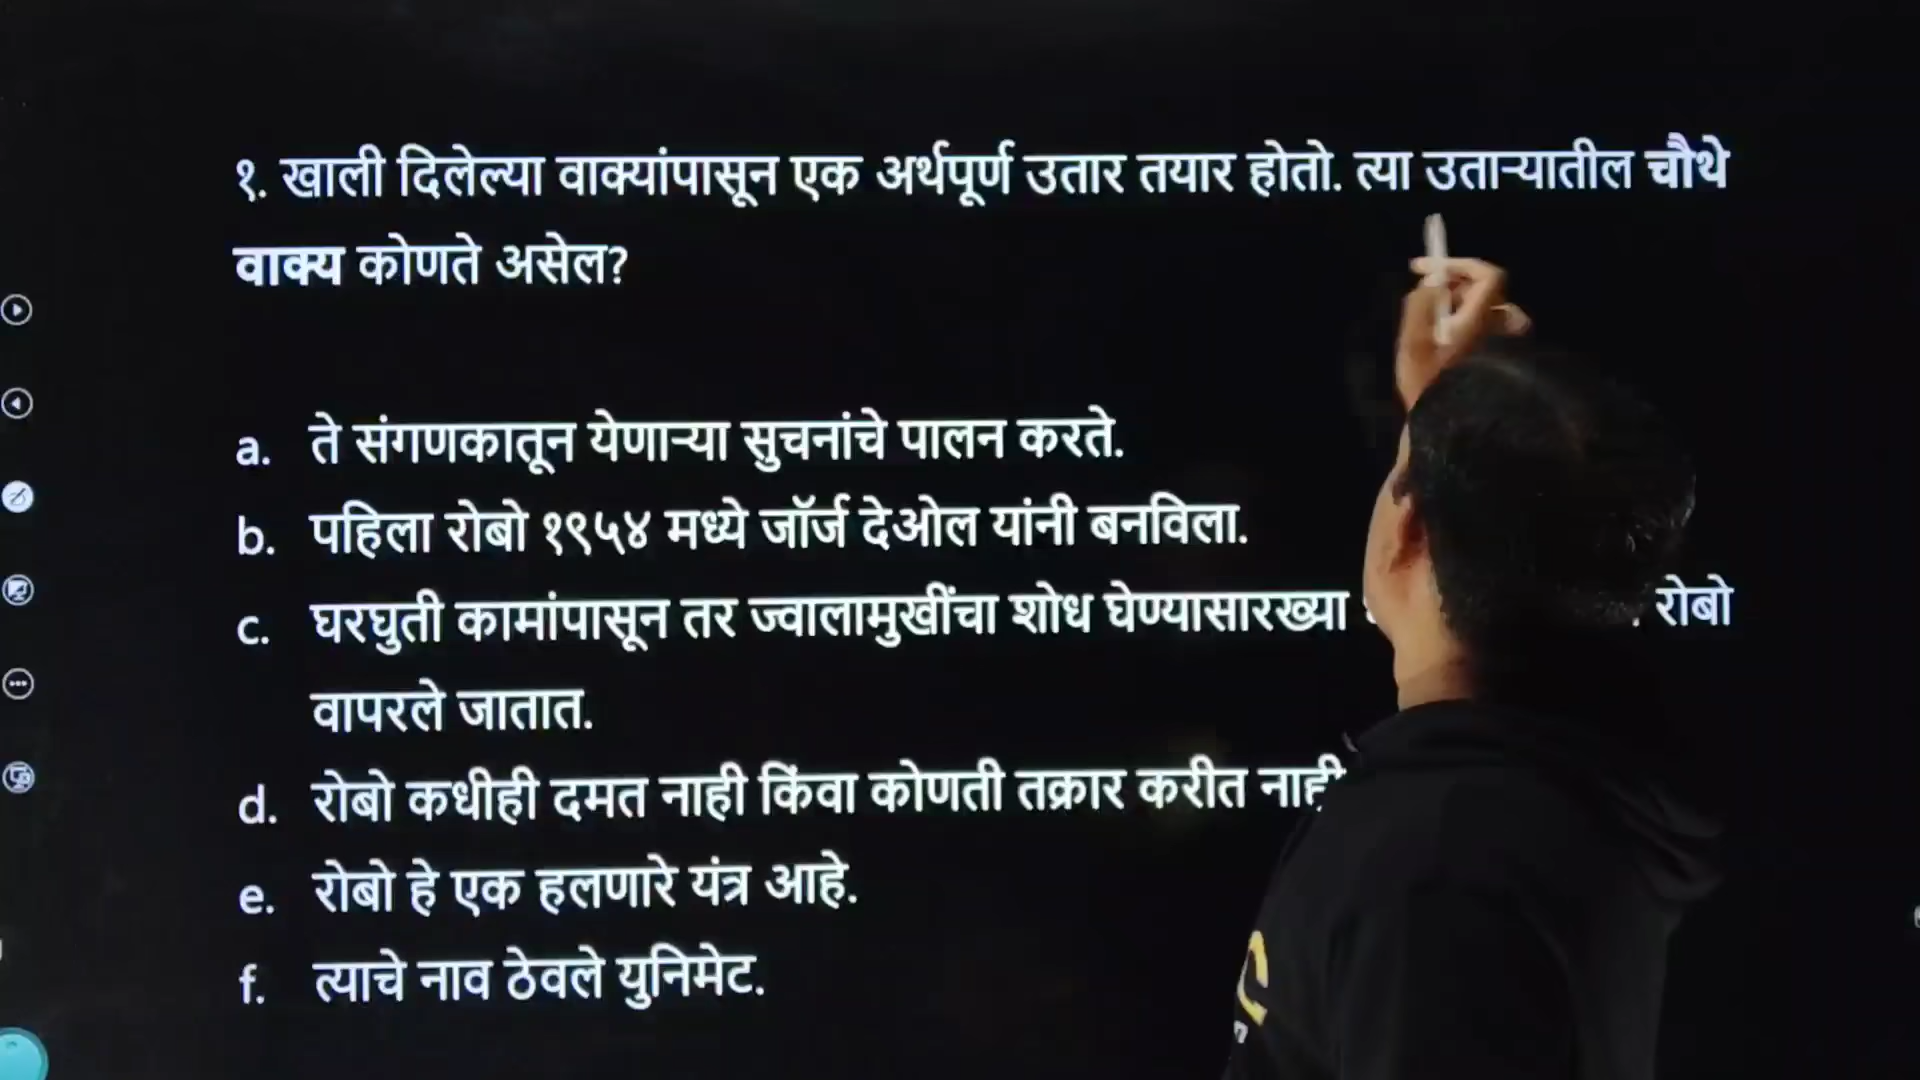 १. खाली दिलेल्या वाक्यांपासून एक अर्थपूर्ण उतार तयार होतो. त्या उताऱ्यातील चौथे
वाक्य कोणते असेल?
a. ते संगणकातून येणाऱ्या सुचनांचे पालन करते.
b. पहिला रोबो १९५४ मध्ये जॉर्ज देओल यांनी बनविला.
c. घरघुती कामांपासून तर ज्वालामुखींचा शोध घेण्यासारख्या रोबो
वापरले जातात.
d. रोबो कधीही दमत नाही किंवा कोणती तक्रार करीत नाही
e. रोबो हे एक हलणारे यंत्र आहे.
f. त्याचे नाव ठेवले युनिमेट.